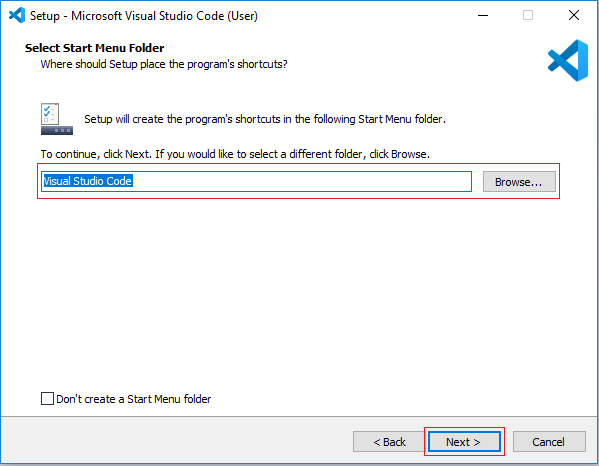 Setup - Microsoft Visual Studio Code (User)
Select Start Menu Folder
Where should Setup place the program's shortcuts?
Setup will create the program's shortcuts in the following Start Menu folder.
To continue, click Next. If you would like to select a different folder, click Browse.
Visual Studio Code Browse...
Don't create a Start Menu folder
< Back Next > Cancel